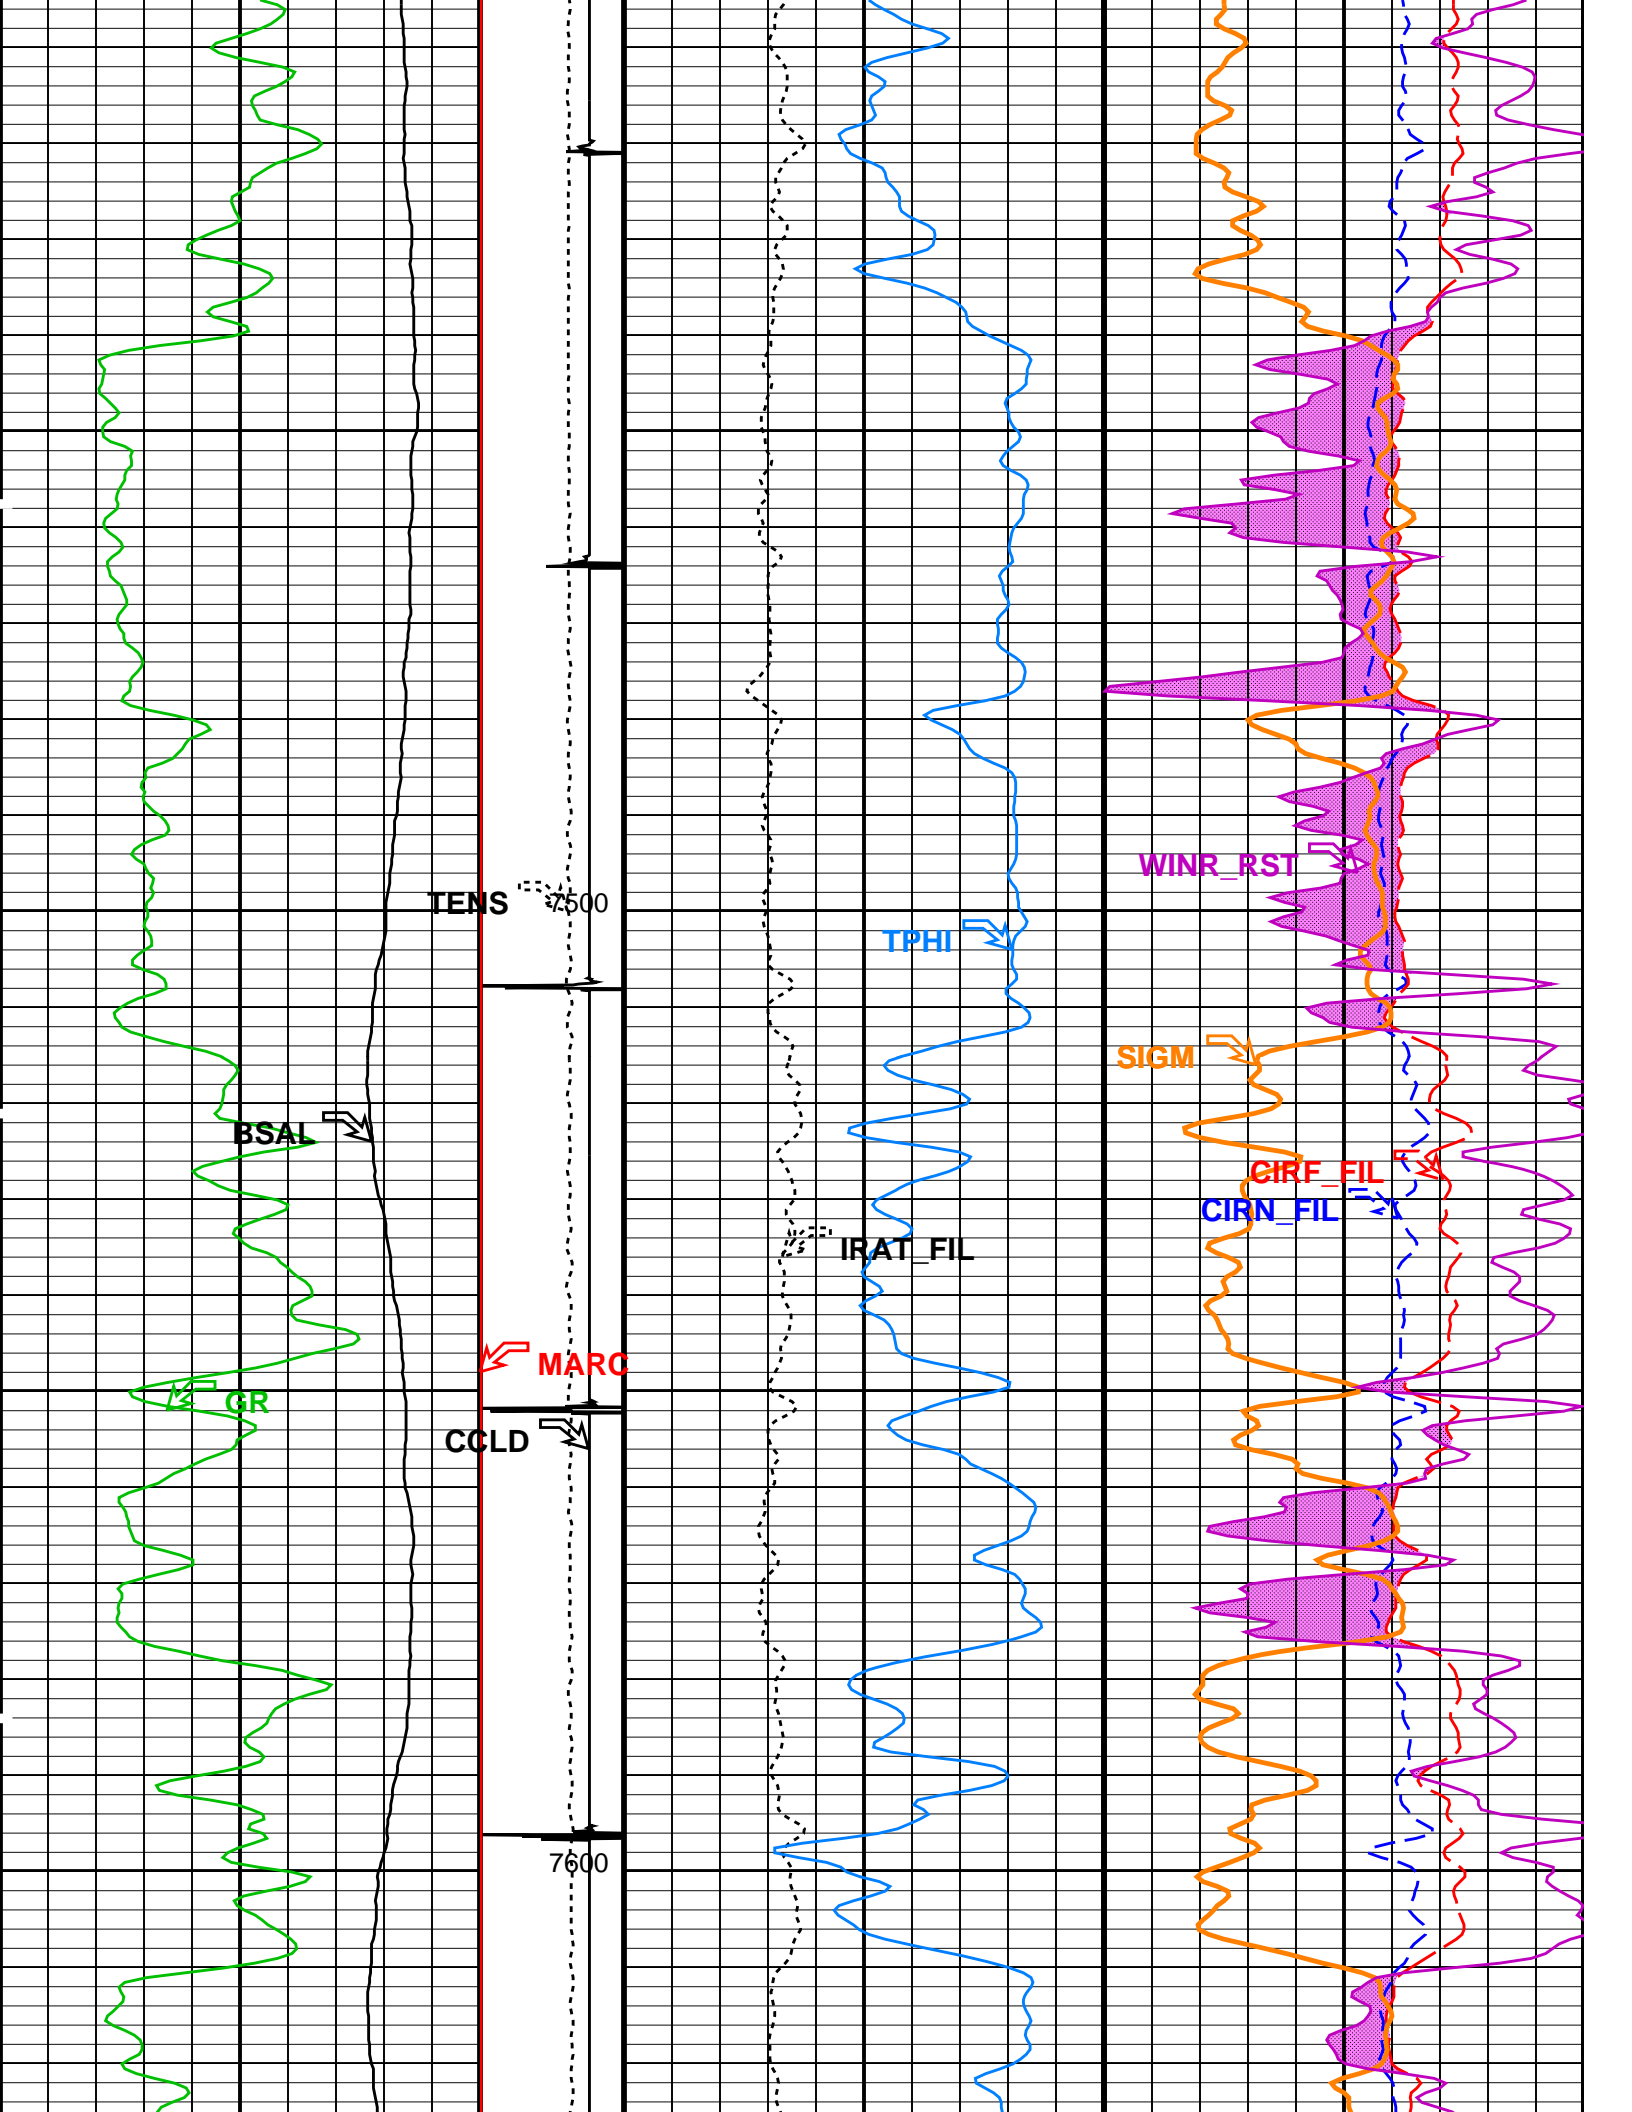 WINR_RST
TENS
7500
TPHI
SIGM
BSAL
CIRF_FIL
CIRN_FIL
IRAT_FIL
MARC
GR
CCLD
7600